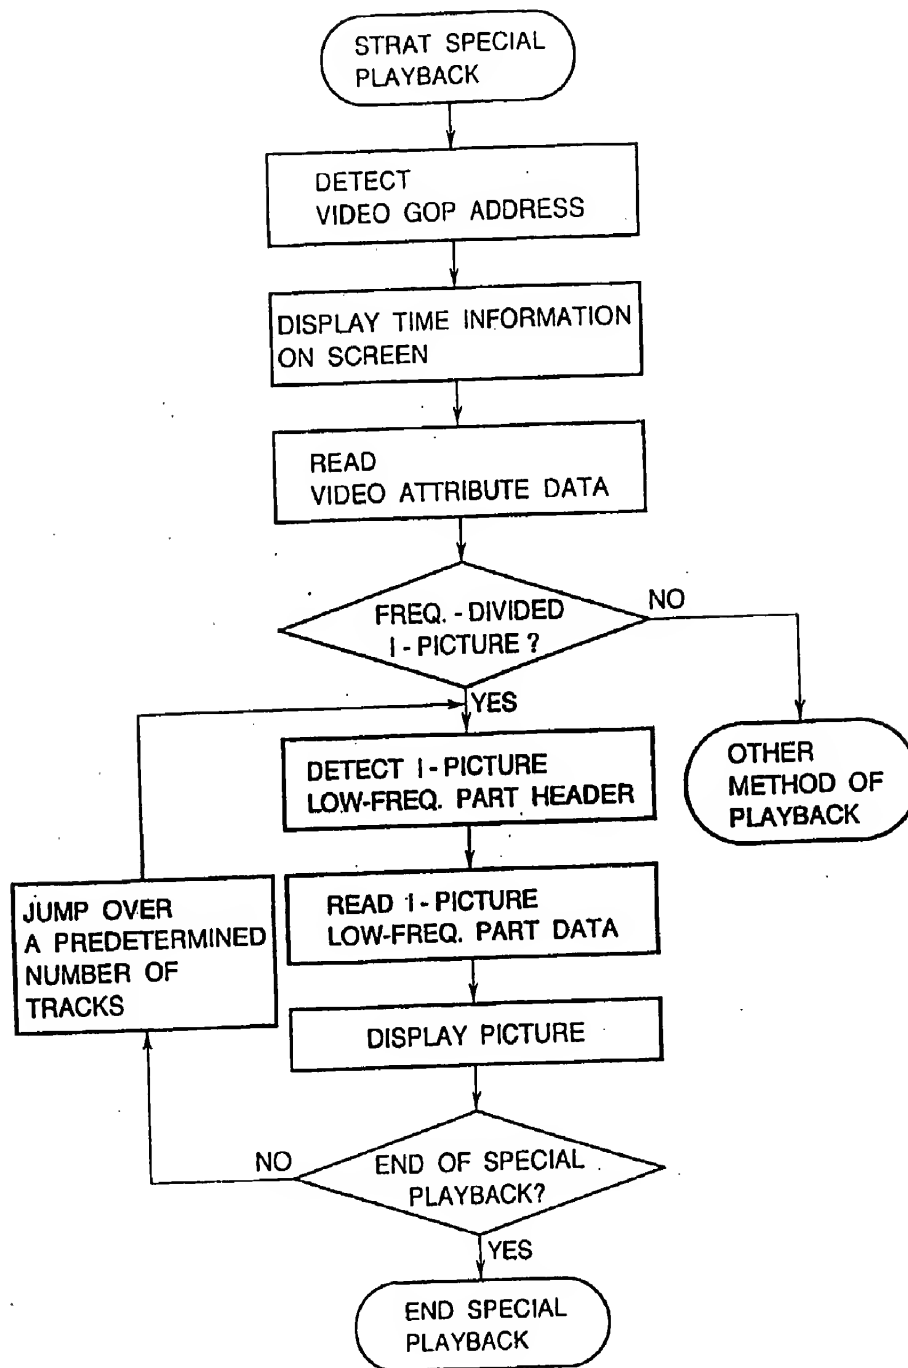 STRAT SPECIAL
PLAYBACK
DETECT
VIDEO GOP ADDRESS
DISPLAY TIME INFORMATION
ON SCREEN
READ
VIDEO ATTRIBUTE DATA
FREQ. - DIVIDED
I - PICTURE ?
NO
YES
OTHER
METHOD OF
PLAYBACK
DETECT I - PICTURE
LOW-FREQ. PART HEADER
JUMP OVER
A PREDETERMINED
NUMBER OF
TRACKS
READ I - PICTURE
LOW-FREQ. PART DATA
DISPLAY PICTURE
NO
END OF SPECIAL
PLAYBACK?
YES
END SPECIAL
PLAYBACK